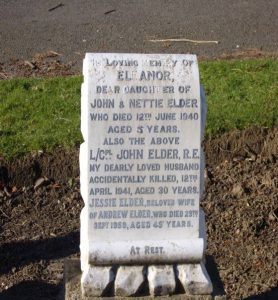 IN LOVING MEMORY OF
ELEANOR,
DEAR DAUGHTER OF
JOHN & NETTIE ELDER
WHO DIED 12TH JUNE 1940
AGED 5 YEARS.
ALSO THE ABOVE
L/CPL JOHN ELDER, R.E.
MY DEARLY LOVED HUSBAND
ACCIDENTALLY KILLED, 12TH
APRIL 1941, AGED 30 YEARS.
JESSIE ELDER, BELOVED WIFE
OF ANDREW ELDER, WHO DIED 29TH
SEPT 1959, AGED 45 YEARS.
AT REST.